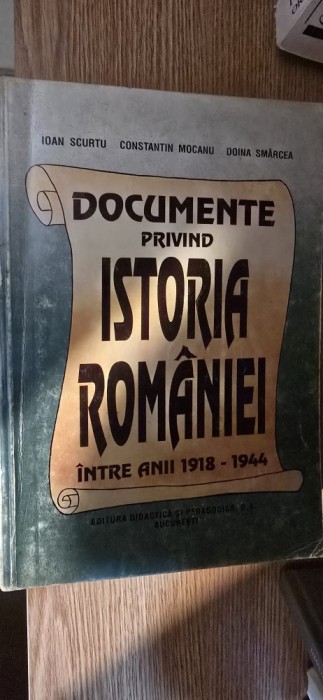 IOAN SCURTU CONSTANTIN MOCANU DOINA SMÂRCEA
DOCUMENTE
PRIVIND
ISTORIA
ROMÂNIEI
ÎNTRE ANII 1918 - 1944
EDITURA DIDACTICĂ ȘI PEDAGOGICĂ, R.A.
BUCUREȘTI